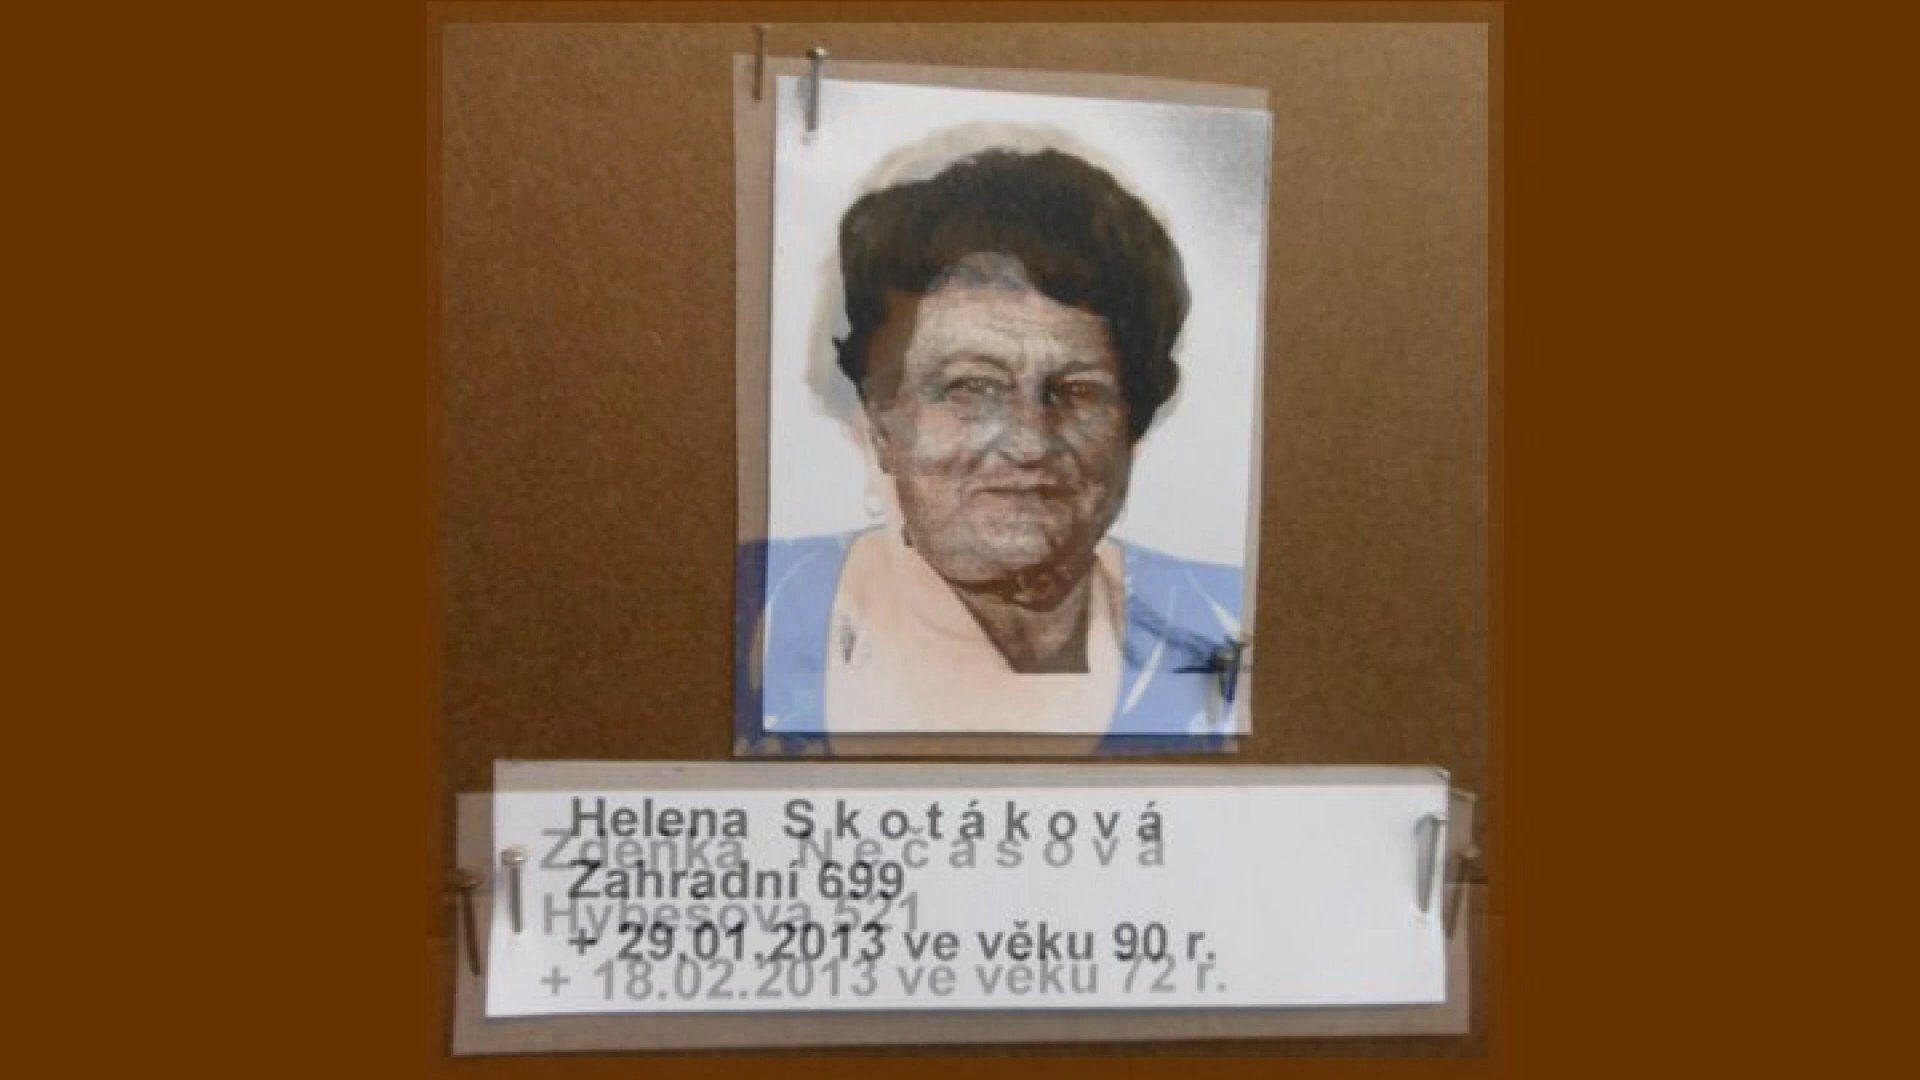 Helena Skotáková
Zdeňka Nečasová
Zahradní 699
Hybešova 521
+ 29.01.2013 ve věku 90 r.
+ 18.02.2013 ve věku 72 r.